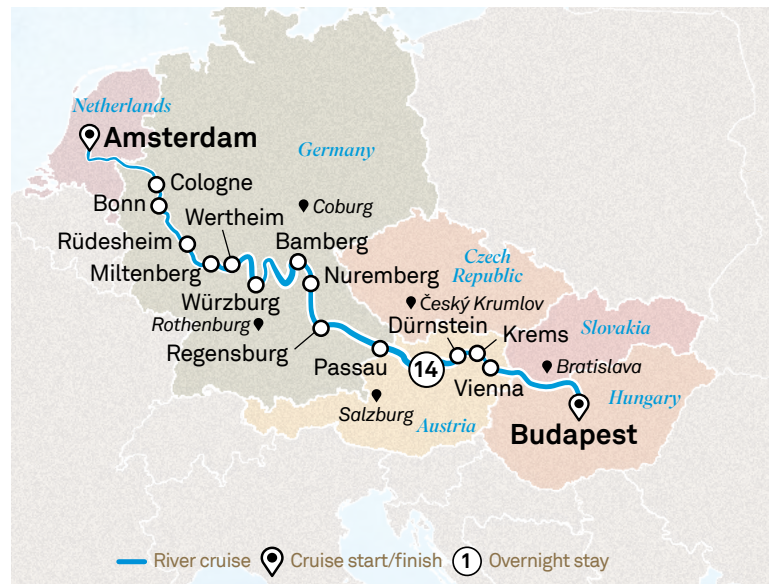 Netherlands
Amsterdam
Germany
Cologne
Bonn
Coburg
Wertheim
Rüdesheim
Bamberg
Miltenberg
Nuremberg
Czech
Republic
Würzburg
Český Krumlov
Rothenburg
Dürnstein
Krems
Slovakia
Regensburg
Passau
14
Vienna
Bratislava
Salzburg
Austria
Hungary
Budapest
River cruise
Cruise start/finish
1
Overnight stay